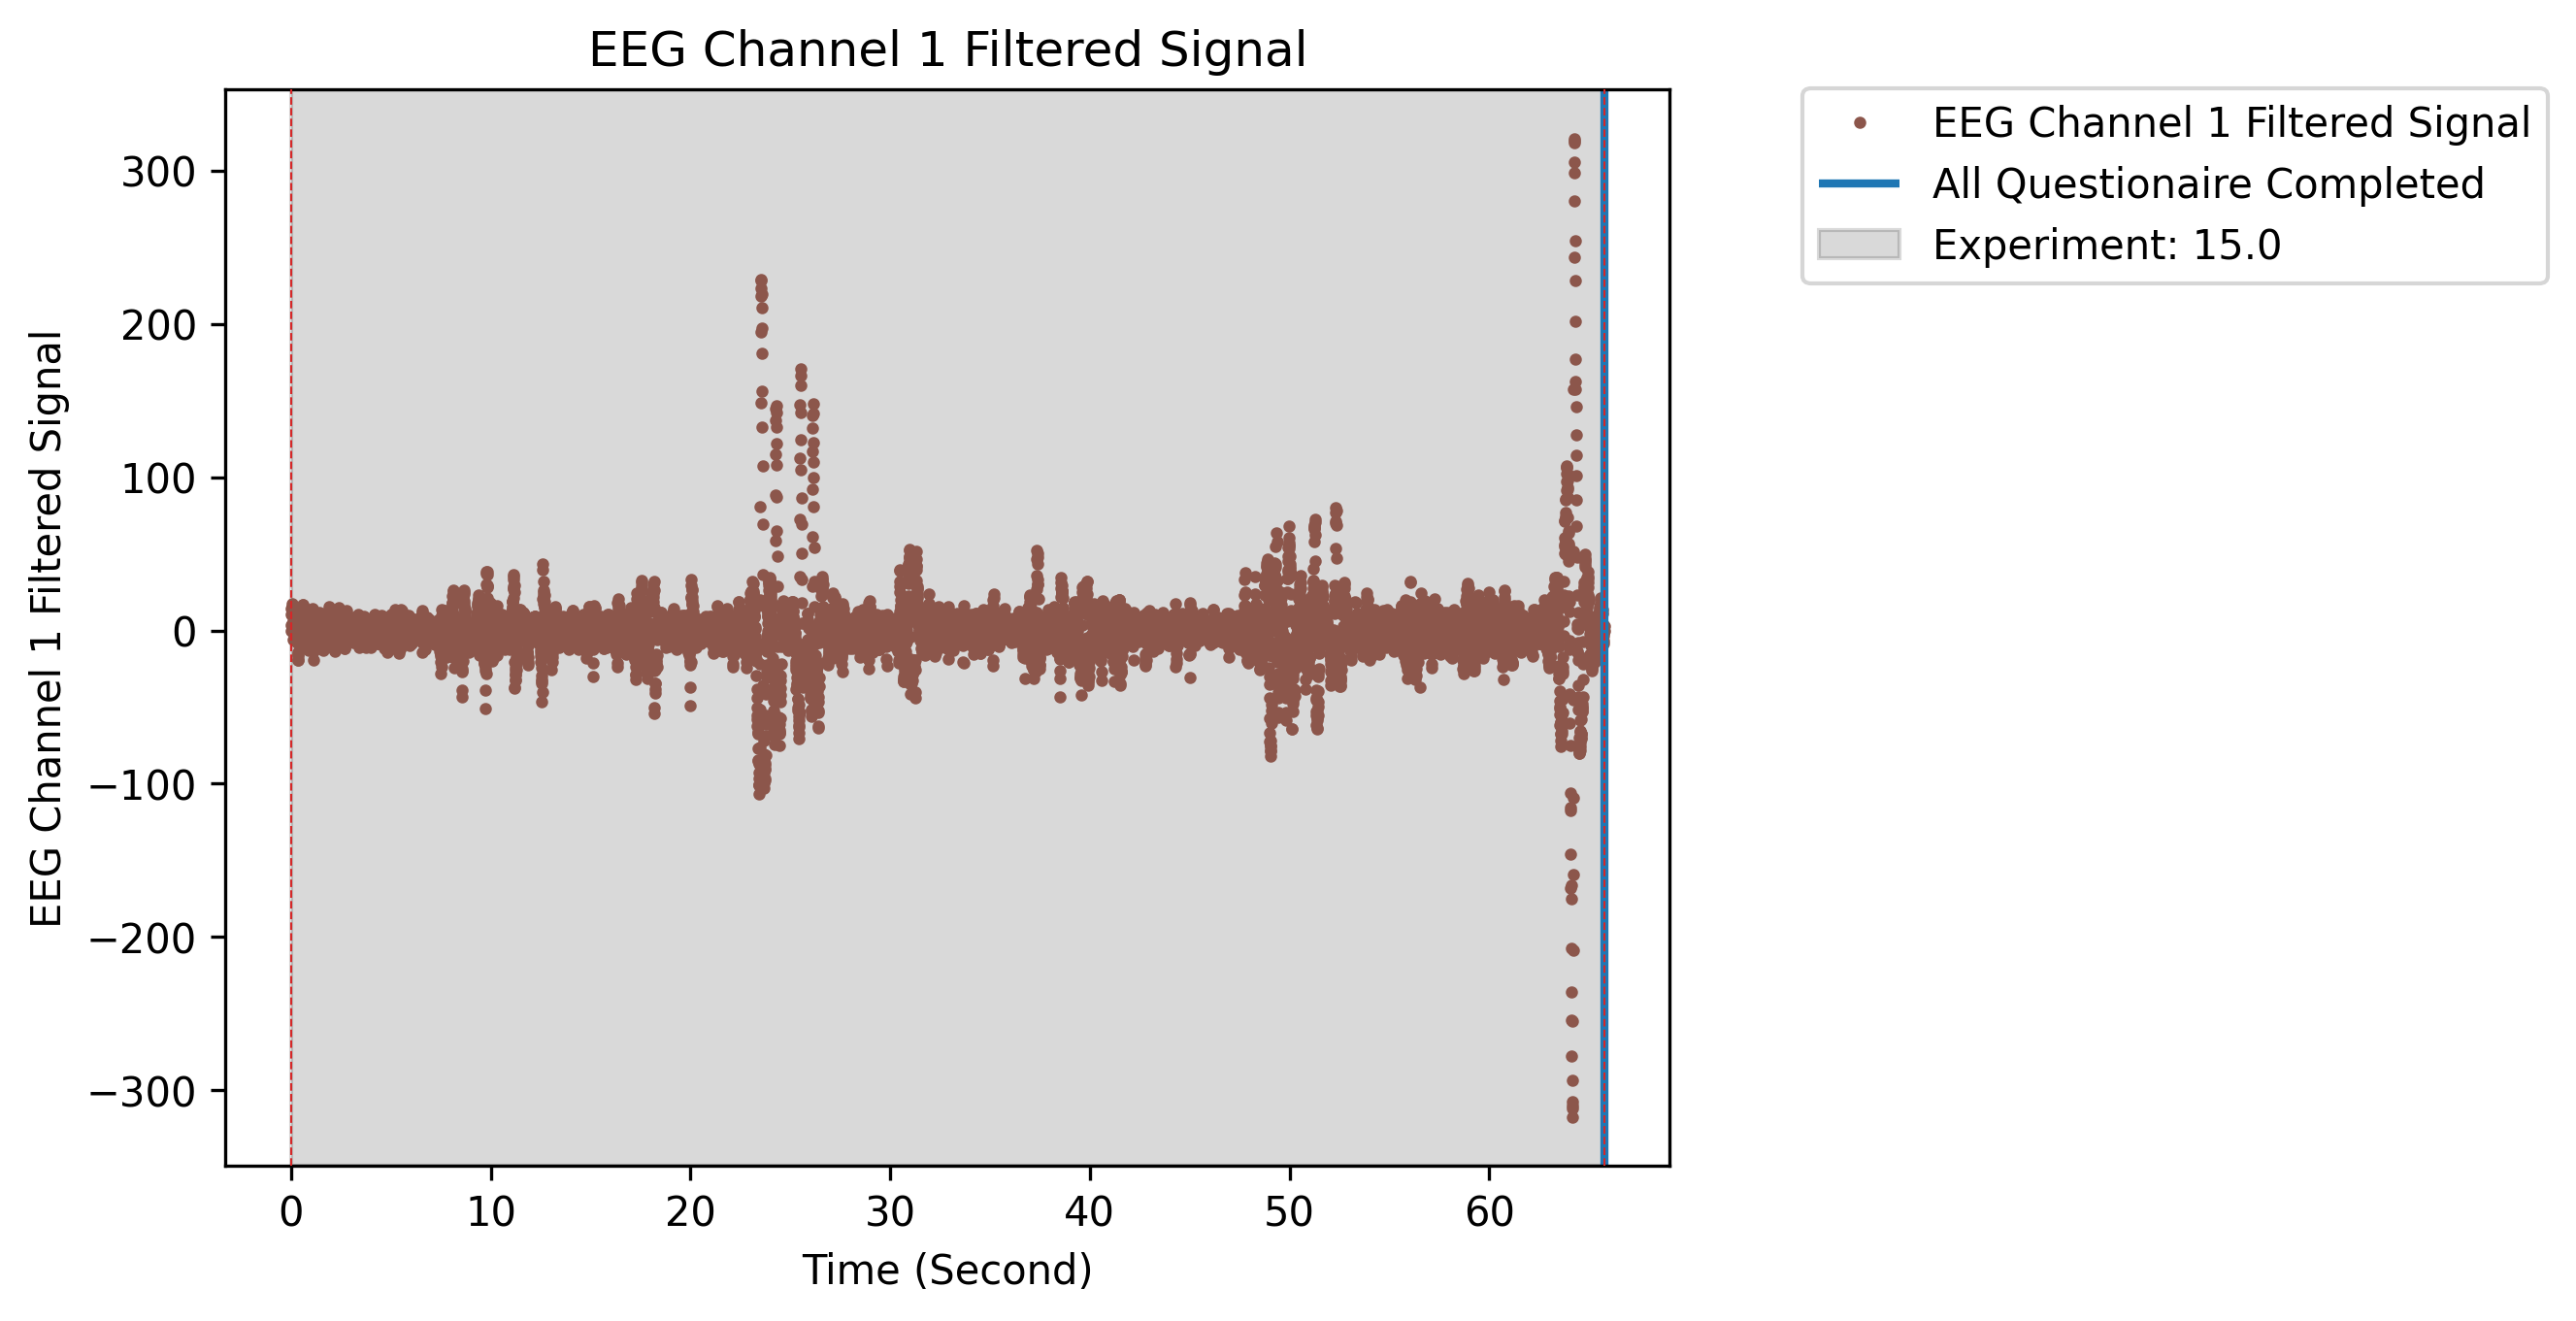 EEG Channel 1 Filtered Signal
EEG Channel 1 Filtered Signal
All Questionaire Completed
Experiment: 15.0
EEG Channel 1 Filtered Signal
300
200
100
0
−100
−200
−300
0 10 20 30 40 50 60
Time (Second)